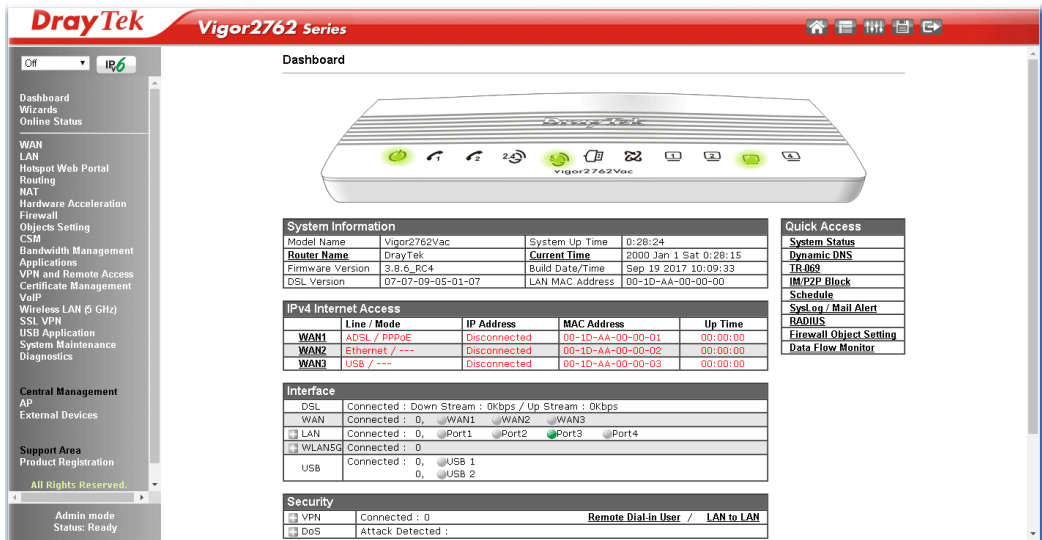 DrayTek
Vigor2762 Series
Off
IPv6
Dashboard
Wizards
Online Status
WAN
LAN
Hotspot Web Portal
Routing
NAT
Hardware Acceleration
Firewall
Objects Setting
CSM
Bandwidth Management
Applications
VPN and Remote Access
Certificate Management
VoIP
Wireless LAN (5 GHz)
SSL VPN
USB Application
System Maintenance
Diagnostics
Central Management
AP
External Devices
Support Area
Product Registration
All Rights Reserved.
Admin mode
Status: Ready
Dashboard
DrayTek
1 2 2.4 5 1 2 4
Vigor2762Vac
System Information
Model Name Vigor2762Vac System Up Time 0:28:24
Router Name DrayTek Current Time 2000 Jan 1 Sat 0:28:15
Firmware Version 3.8.6_RC4 Build Date/Time Sep 19 2017 10:09:33
DSL Version 07-07-09-05-01-07 LAN MAC Address 00-1D-AA-00-00-00
IPv4 Internet Access
Line / Mode IP Address MAC Address Up Time
WAN1 ADSL / PPPoE Disconnected 00-1D-AA-00-00-01 00:00:00
WAN2 Ethernet / --- Disconnected 00-1D-AA-00-00-02 00:00:00
WAN3 USB / --- Disconnected 00-1D-AA-00-00-03 00:00:00
Interface
DSL Connected : Down Stream : 0Kbps / Up Stream : 0Kbps
WAN Connected : 0, WAN1 WAN2 WAN3
LAN Connected : 0, Port1 Port2 Port3 Port4
WLAN5G Connected : 0
USB Connected : 0, USB 1
0, USB 2
Security
VPN Connected : 0 Remote Dial-in User / LAN to LAN
DoS Attack Detected :
Quick Access
System Status
Dynamic DNS
TR-069
IM/P2P Block
Schedule
SysLog / Mail Alert
RADIUS
Firewall Object Setting
Data Flow Monitor